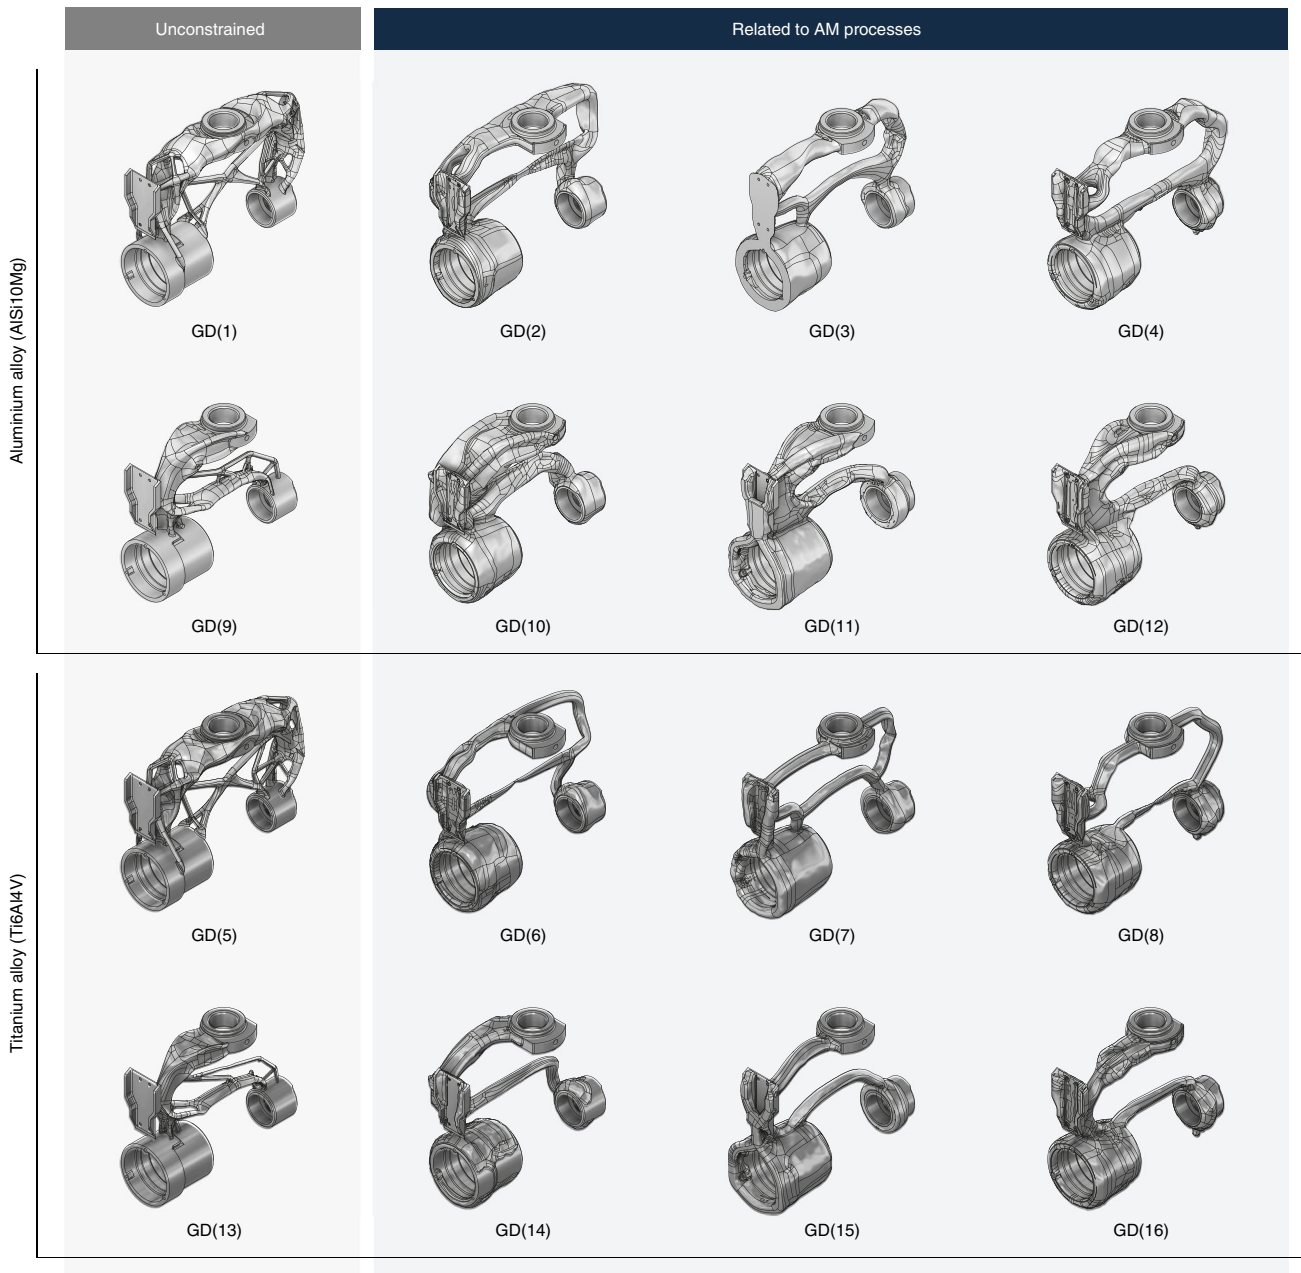 Unconstrained
Related to AM processes
Aluminium alloy (AlSi10Mg)
GD(1)
GD(2)
GD(3)
GD(4)
GD(9)
GD(10)
GD(11)
GD(12)
Titanium alloy (Ti6Al4V)
GD(5)
GD(6)
GD(7)
GD(8)
GD(13)
GD(14)
GD(15)
GD(16)